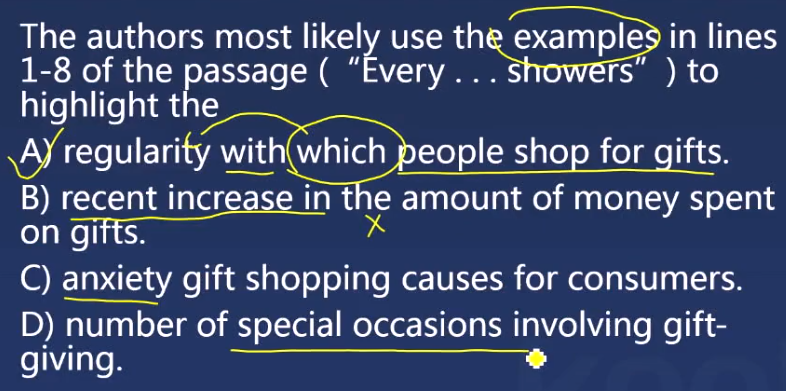 The authors most likely use the examples in lines
1-8 of the passage ( “Every . . . showers” ) to
highlight the
A) regularity with which people shop for gifts.
B) recent increase in the amount of money spent
on gifts.
C) anxiety gift shopping causes for consumers.
D) number of special occasions involving gift-
giving.